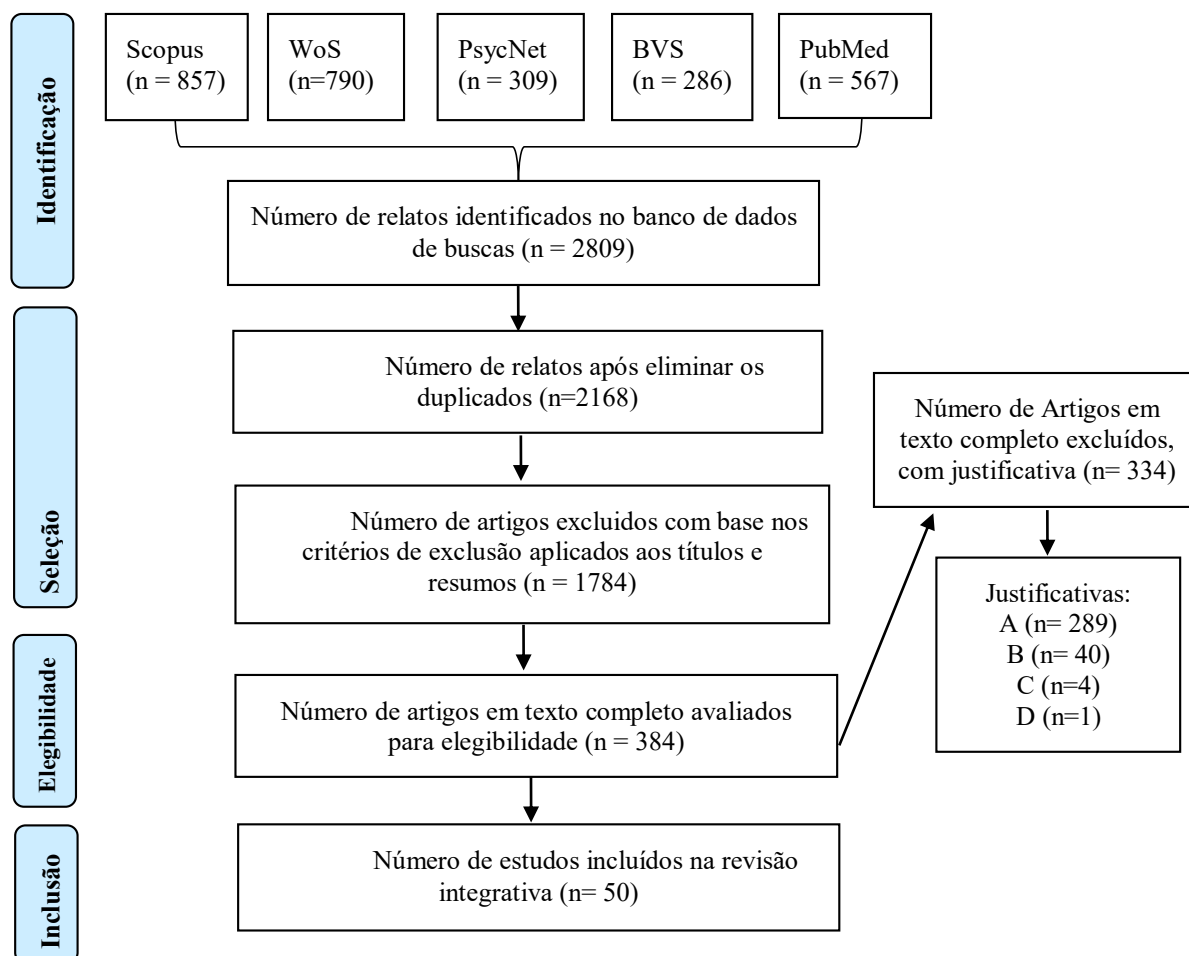 Identificação
Scopus
(n = 857)
WoS
(n=790)
PsycNet
(n = 309)
BVS
(n = 286)
PubMed
(n = 567)
Número de relatos identificados no banco de dados
de buscas (n = 2809)
Seleção
Número de relatos após eliminar os
duplicados (n=2168)
Número de artigos excluidos com base nos
critérios de exclusão aplicados aos títulos e
resumos (n = 1784)
Número de Artigos em
texto completo excluídos,
com justificativa (n= 334)
Justificativas:
A (n= 289)
B (n= 40)
C (n=4)
D (n=1)
Elegibilidade
Número de artigos em texto completo avaliados
para elegibilidade (n = 384)
Inclusão
Número de estudos incluídos na revisão
integrativa (n= 50)